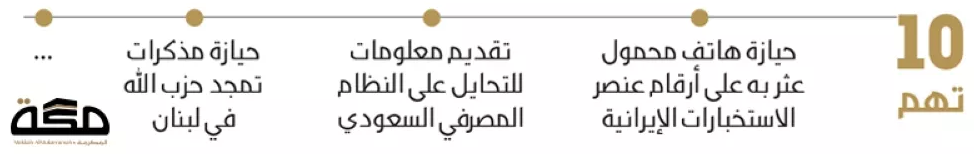 10
تهم
حيازة هاتف محمول
عثر به على أرقام عنصر
الاستخبارات الإيرانية
تقديم معلومات
للتحايل على النظام
المصرفي السعودي
حيازة مذكرات
تمجد حزب الله
في لبنان
...
مكة